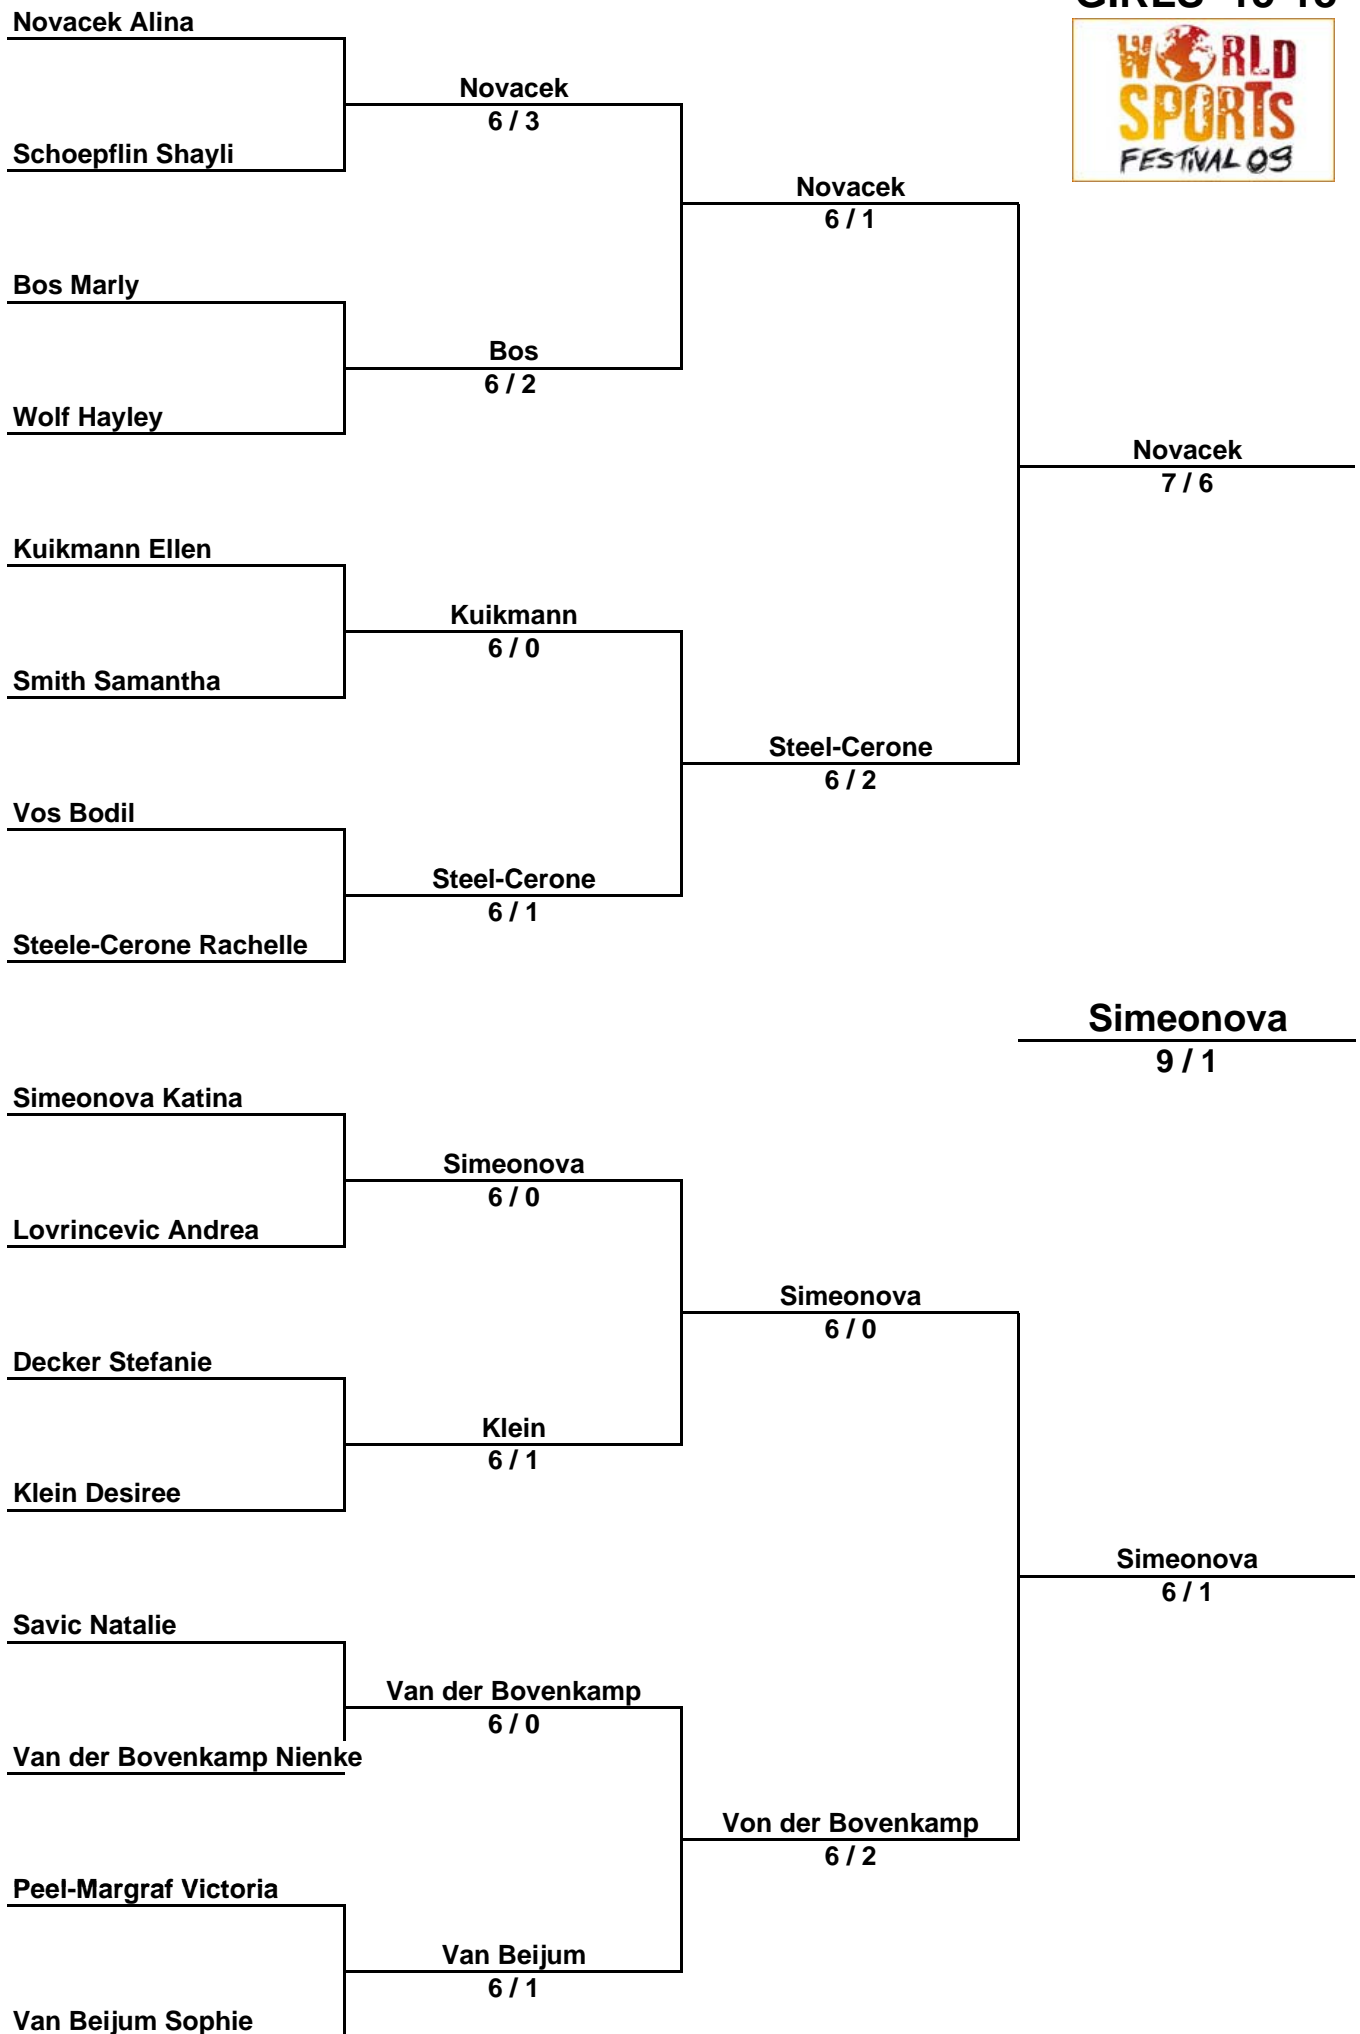 Novacek Alina
WORLD
SPORTS
FESTIVAL 09
Novacek
6 / 3
Schoepflin Shayli
Novacek
6 / 1
Bos Marly
Bos
6 / 2
Wolf Hayley
Novacek
7 / 6
Kuikmann Ellen
Kuikmann
6 / 0
Smith Samantha
Steel-Cerone
6 / 2
Vos Bodil
Steel-Cerone
6 / 1
Steele-Cerone Rachelle
Simeonova
9 / 1
Simeonova Katina
Simeonova
6 / 0
Lovrincevic Andrea
Simeonova
6 / 0
Decker Stefanie
Klein
6 / 1
Klein Desiree
Simeonova
6 / 1
Savic Natalie
Van der Bovenkamp
6 / 0
Van der Bovenkamp Nienke
Von der Bovenkamp
6 / 2
Peel-Margraf Victoria
Van Beijum
6 / 1
Van Beijum Sophie